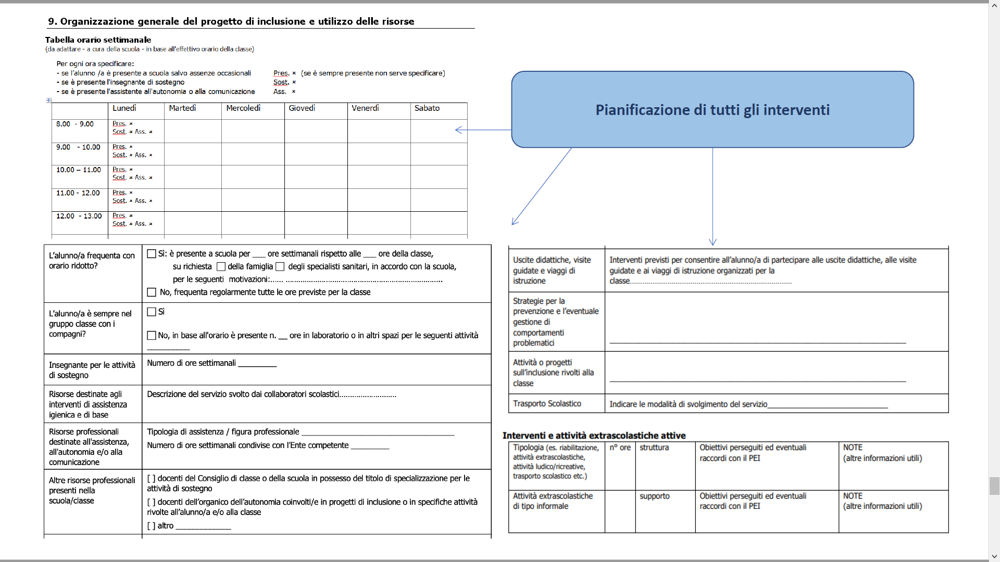 9. Organizzazione generale del progetto di inclusione e utilizzo delle risorse
Tabella orario settimanale
(da adattare - a cura della scuola - in base all'effettivo orario della classe)
Per ogni ora specificare:
- se l'alunno /a è presente a scuola salvo assenze occasionali Pres. × (se è sempre presente non serve specificare)
- se è presente l'insegnante di sostegno Sost. ×
- se è presente l'assistente all'autonomia o alla comunicazione Ass. ×
Lunedì Martedì Mercoledì Giovedì Venerdì Sabato
8.00 - 9.00 Pres. ×
Sost. × Ass. ×
9.00 - 10.00 Pres. ×
Sost. × Ass. ×
10.00 – 11.00 Pres. ×
Sost. × Ass. ×
11.00 - 12.00 Pres. ×
Sost. × Ass. ×
12.00 - 13.00 Pres. ×
Sost. × Ass. ×
Pianificazione di tutti gli interventi
L'alunno/a frequenta con
orario ridotto?
Sì: è presente a scuola per ___ ore settimanali rispetto alle ___ ore della classe,
su richiesta della famiglia degli specialisti sanitari, in accordo con la scuola,
per le seguenti motivazioni:...... ..........................................................................
No, frequenta regolarmente tutte le ore previste per la classe
L'alunno/a è sempre nel
gruppo classe con i
compagni?
Sì
No, in base all'orario è presente n. __ ore in laboratorio o in altri spazi per le seguenti attività
__________
Insegnante per le attività
di sostegno
Numero di ore settimanali _________
Risorse destinate agli
interventi di assistenza
igienica e di base
Descrizione del servizio svolto dai collaboratori scolastici...........................
Risorse professionali
destinate all'assistenza,
all'autonomia e/o alla
comunicazione
Tipologia di assistenza / figura professionale ____________________________________
Numero di ore settimanali condivise con l'Ente competente _________
Altre risorse professionali
presenti nella
scuola/classe
[ ] docenti del Consiglio di classe o della scuola in possesso del titolo di specializzazione per le
attività di sostegno
[ ] docenti dell'organico dell'autonomia coinvolti/e in progetti di inclusione o in specifiche attività
rivolte all'alunno/a e/o alla classe
[ ] altro _____________
Uscite didattiche, visite
guidate e viaggi di
istruzione
Interventi previsti per consentire all'alunno/a di partecipare alle uscite didattiche, alle visite
guidate e ai viaggi di istruzione organizzati per la
classe..............................................................................
Strategie per la
prevenzione e l'eventuale
gestione di
comportamenti
problematici
______________________________________________________________________
Attività o progetti
sull'inclusione rivolti alla
classe
______________________________________________________________________
Trasporto Scolastico
Indicare le modalità di svolgimento del servizio____________________________
Interventi e attività extrascolastiche attive
Tipologia (es. riabilitazione,
attività extrascolastiche,
attività ludico/ricreative,
trasporto scolastico etc.)
n° ore
struttura
Obiettivi perseguiti ed eventuali
raccordi con il PEI
NOTE
(altre informazioni utili)
Attività extrascolastiche
di tipo informale
supporto
Obiettivi perseguiti ed eventuali
raccordi con il PEI
NOTE
(altre informazioni utili)